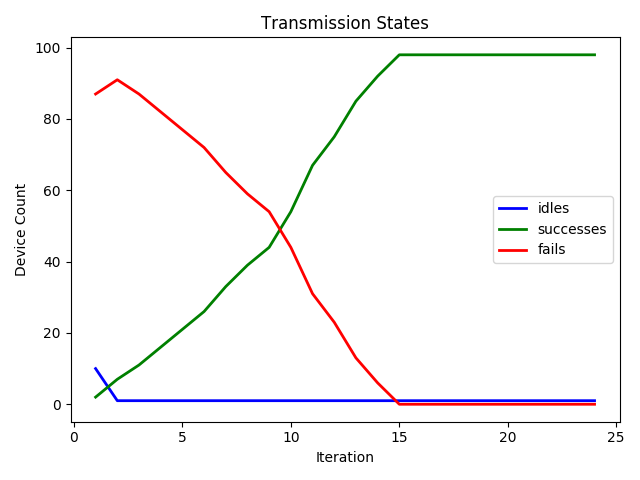 Transmission States
Device Count
100
80
60
40
20
0
idles
successes
fails
0 5 10 15 20 25
Iteration